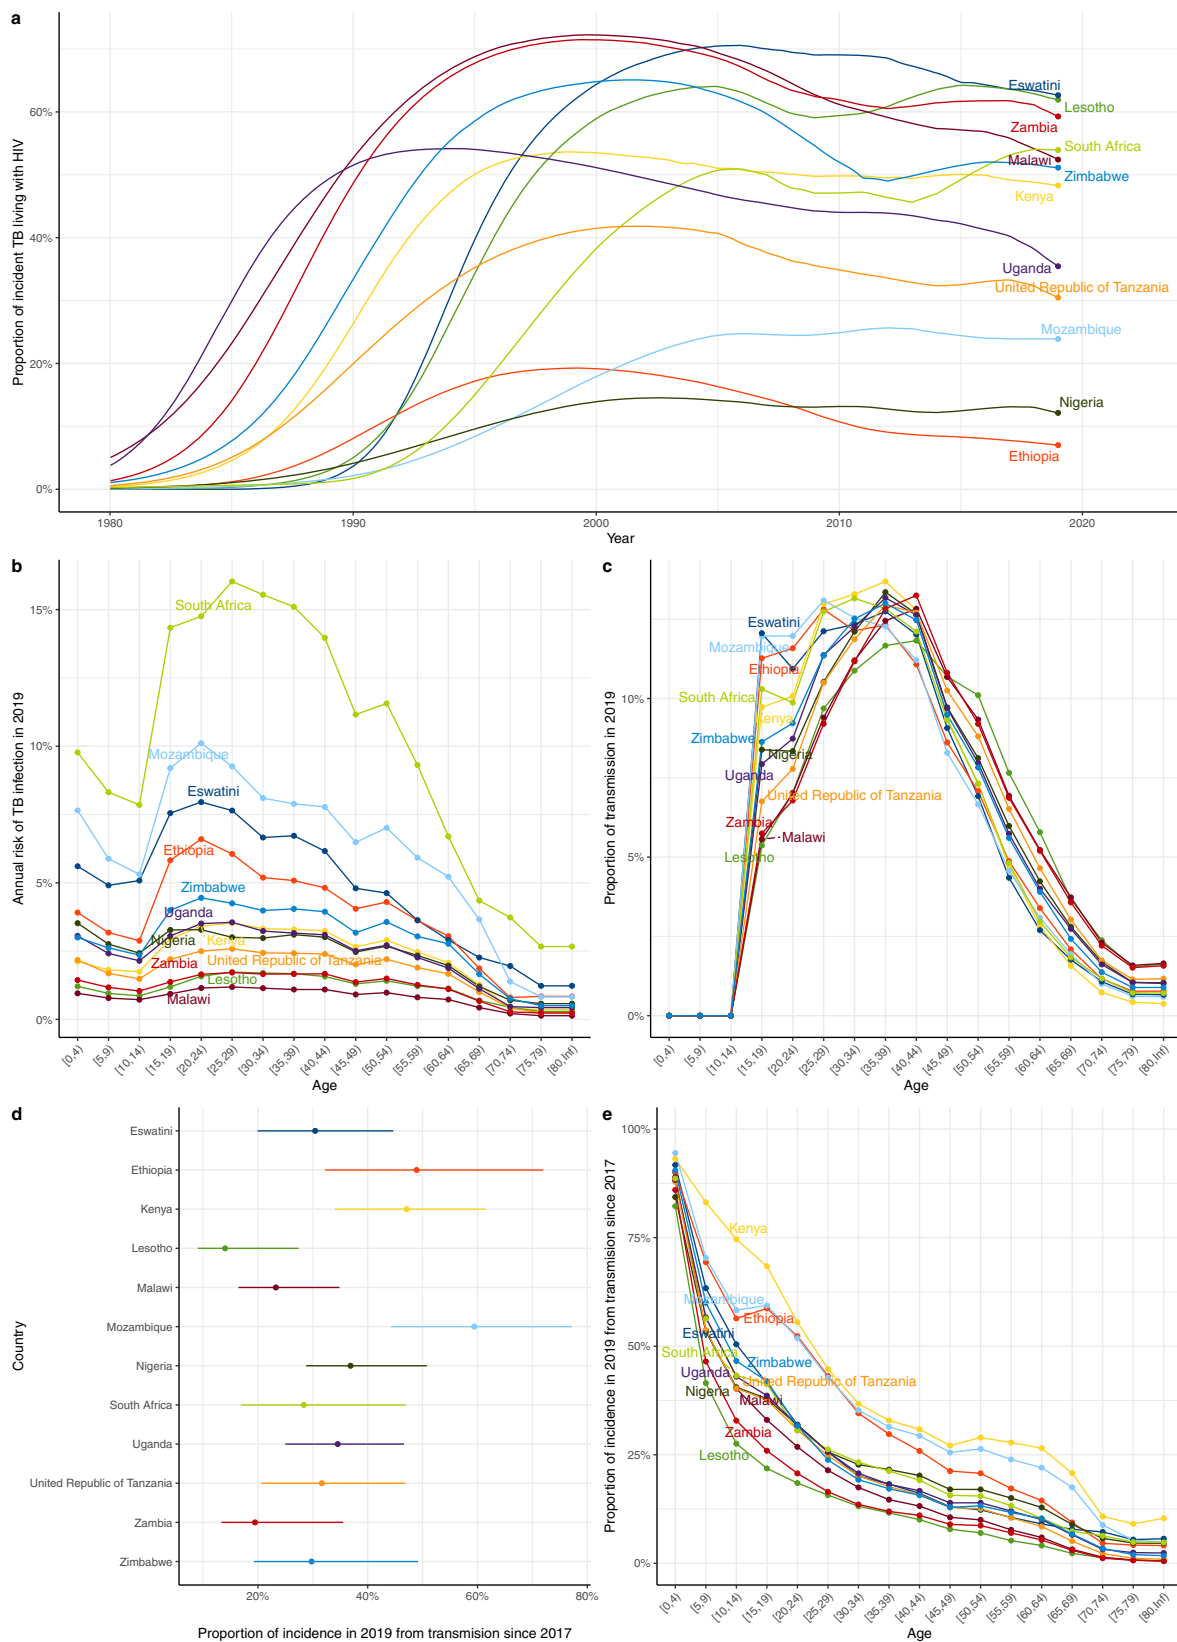 a
Proportion of incident TB living with HIV
60%
40%
20%
0%
Eswatini
Lesotho
Zambia
South Africa
Malawi
Zimbabwe
Kenya
Uganda
United Republic of Tanzania
Mozambique
Nigeria
Ethiopia
1980
1990
2000
2010
2020
Year
b
Annual risk of TB infection in 2019
15%
10%
5%
0%
South Africa
Mozambique
Eswatini
Ethiopia
Zimbabwe
Uganda
Nigeria
Kenya
Zambia
United Republic of Tanzania
Lesotho
Malawi
[0,4)
[5,9)
[10,14)
[15,19)
[20,24)
[25,29)
[30,34)
[35,39)
[40,44)
[45,49)
[50,54)
[55,59)
[60,64)
[65,69)
[70,74)
[75,79)
[80,Inf)
Age
c
Proportion of transmission in 2019
10%
5%
0%
Eswatini
Mozambique
Ethiopia
South Africa
Kenya
Zimbabwe
Nigeria
Uganda
United Republic of Tanzania
Zambia
Malawi
Lesotho
[0,4)
[5,9)
[10,14)
[15,19)
[20,24)
[25,29)
[30,34)
[35,39)
[40,44)
[45,49)
[50,54)
[55,59)
[60,64)
[65,69)
[70,74)
[75,79)
[80,Inf)
Age
d
Country
Eswatini
Ethiopia
Kenya
Lesotho
Malawi
Mozambique
Nigeria
South Africa
Uganda
United Republic of Tanzania
Zambia
Zimbabwe
20%
40%
60%
80%
Proportion of incidence in 2019 from transmision since 2017
e
Proportion of incidence in 2019 from transmision since 2017
100%
75%
50%
25%
0%
Kenya
Mozambique
Ethiopia
Eswatini
South Africa
Zimbabwe
Uganda
United Republic of Tanzania
Nigeria
Malawi
Zambia
Lesotho
[0,4)
[5,9)
[10,14)
[15,19)
[20,24)
[25,29)
[30,34)
[35,39)
[40,44)
[45,49)
[50,54)
[55,59)
[60,64)
[65,69)
[70,74)
[75,79)
[80,Inf)
Age